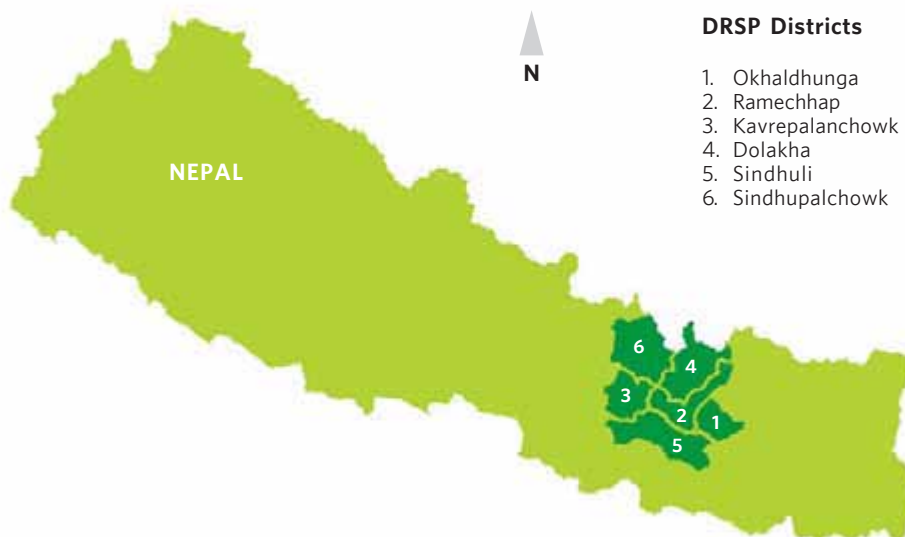 DRSP Districts
N
1. Okhaldhunga
2. Ramechhap
3. Kavrepalanchowk
4. Dolakha
5. Sindhuli
6. Sindhupalchowk
NEPAL
6
4
3
2
1
5